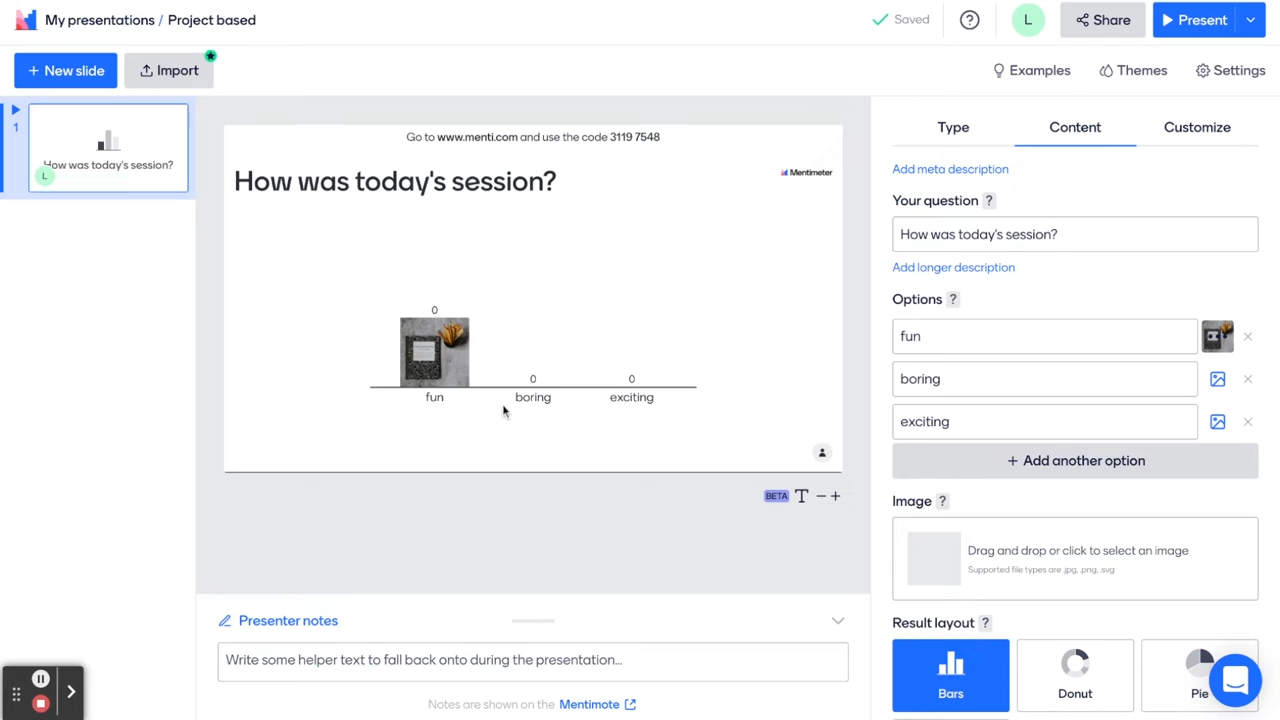 My presentations / Project based
Saved
?
L
Share
Present
+ New slide
Import
Examples
Themes
Settings
1
How was today's session?
L
Go to www.menti.com and use the code 3119 7548
How was today's session?
Mentimeter
0
0
0
fun
boring
exciting
BETA T − +
Presenter notes
Write some helper text to fall back onto during the presentation...
Notes are shown on the Mentimote
Type
Content
Customize
Add meta description
Your question ?
How was today's session?
Add longer description
Options ?
fun
boring
exciting
+ Add another option
Image ?
Drag and drop or click to select an image
Supported file types are .jpg, .png, .svg
Result layout ?
Bars
Donut
Pie